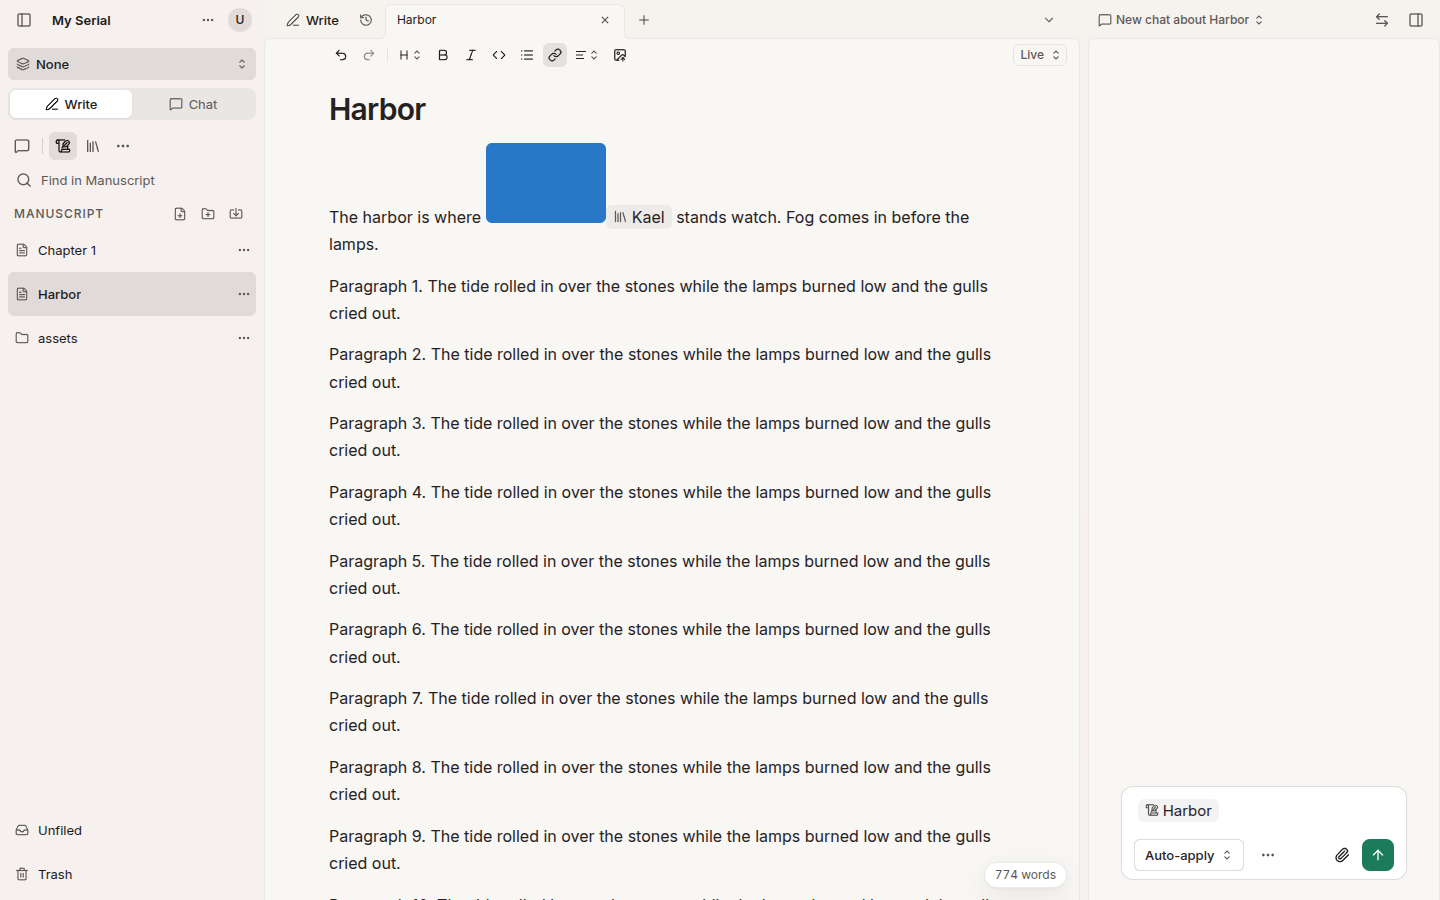 My Serial
U
Write
Harbor
New chat about Harbor
None
Write
Chat
Live
Find in Manuscript
MANUSCRIPT
Chapter 1
Harbor
assets
Unfiled
Trash
Harbor
The harbor is where Kael stands watch. Fog comes in before the
lamps.
Paragraph 1. The tide rolled in over the stones while the lamps burned low and the gulls
cried out.
Paragraph 2. The tide rolled in over the stones while the lamps burned low and the gulls
cried out.
Paragraph 3. The tide rolled in over the stones while the lamps burned low and the gulls
cried out.
Paragraph 4. The tide rolled in over the stones while the lamps burned low and the gulls
cried out.
Paragraph 5. The tide rolled in over the stones while the lamps burned low and the gulls
cried out.
Paragraph 6. The tide rolled in over the stones while the lamps burned low and the gulls
cried out.
Paragraph 7. The tide rolled in over the stones while the lamps burned low and the gulls
cried out.
Paragraph 8. The tide rolled in over the stones while the lamps burned low and the gulls
cried out.
Paragraph 9. The tide rolled in over the stones while the lamps burned low and the gulls
cried out.
774 words
Harbor
Auto-apply